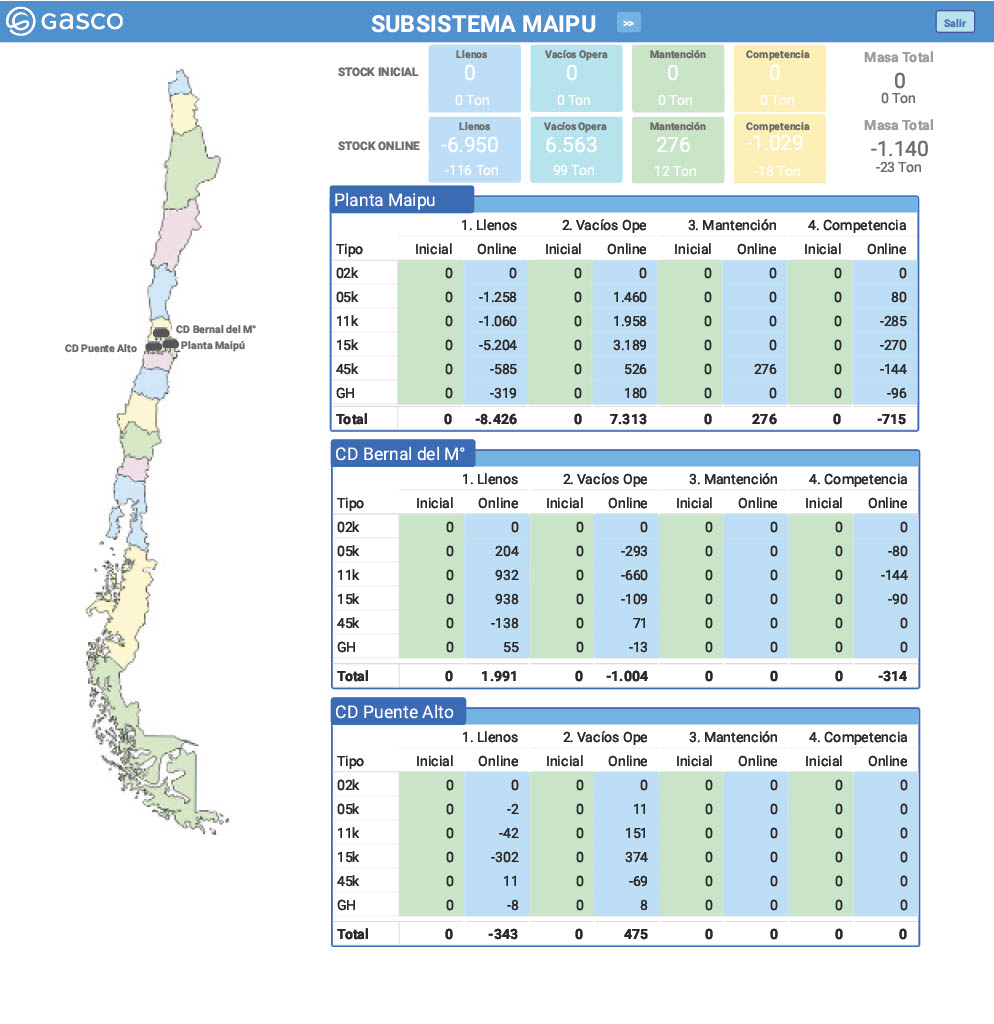 GASCO
SUBSISTEMA MAIPU >> Salir
STOCK INICIAL
Llenos
0
0 Ton
Vacíos Opera
0
0 Ton
Mantención
0
0 Ton
Competencia
0
0 Ton
Masa Total
0
0 Ton
STOCK ONLINE
Llenos
-6.950
-116 Ton
Vacíos Opera
6.563
99 Ton
Mantención
276
12 Ton
Competencia
-1.029
-18 Ton
Masa Total
-1.140
-23 Ton
CD Bernal del M°
CD Puente Alto
Planta Maipú
Planta Maipu
1. Llenos 2. Vacíos Ope 3. Mantención 4. Competencia
Tipo Inicial Online Inicial Online Inicial Online Inicial Online
02k 0 0 0 0 0 0 0 0
05k 0 -1.258 0 1.460 0 0 0 80
11k 0 -1.060 0 1.958 0 0 0 -285
15k 0 -5.204 0 3.189 0 0 0 -270
45k 0 -585 0 526 0 276 0 -144
GH 0 -319 0 180 0 0 0 -96
Total 0 -8.426 0 7.313 0 276 0 -715
CD Bernal del M°
1. Llenos 2. Vacíos Ope 3. Mantención 4. Competencia
Tipo Inicial Online Inicial Online Inicial Online Inicial Online
02k 0 0 0 0 0 0 0 0
05k 0 204 0 -293 0 0 0 -80
11k 0 932 0 -660 0 0 0 -144
15k 0 938 0 -109 0 0 0 -90
45k 0 -138 0 71 0 0 0 0
GH 0 55 0 -13 0 0 0 0
Total 0 1.991 0 -1.004 0 0 0 -314
CD Puente Alto
1. Llenos 2. Vacíos Ope 3. Mantención 4. Competencia
Tipo Inicial Online Inicial Online Inicial Online Inicial Online
02k 0 0 0 0 0 0 0 0
05k 0 -2 0 11 0 0 0 0
11k 0 -42 0 151 0 0 0 0
15k 0 -302 0 374 0 0 0 0
45k 0 11 0 -69 0 0 0 0
GH 0 -8 0 8 0 0 0 0
Total 0 -343 0 475 0 0 0 0